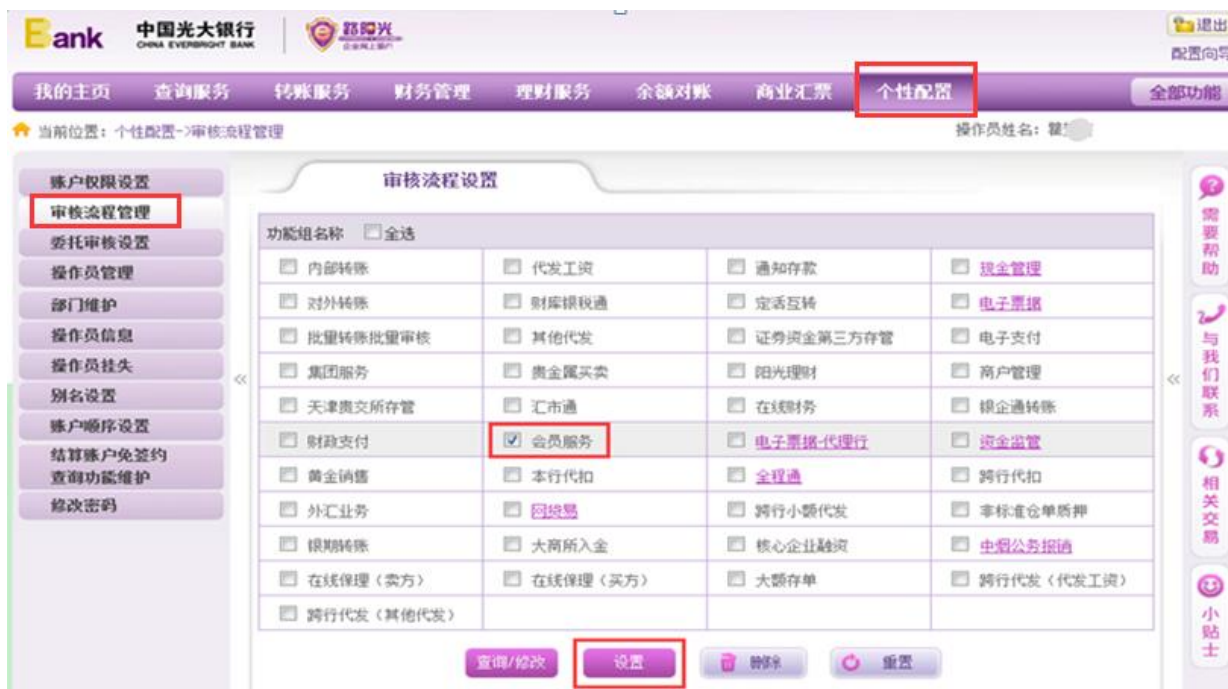 Bank 中国光大银行 CHINA EVERBRIGHT BANK 阳光 企业网上银行 退出
配置向导
我的主页 查询服务 转账服务 财务管理 理财服务 余额对账 商业汇票 个性配置 全部功能
当前位置：个性配置->审核流程管理 操作员姓名：
账户权限设置
审核流程管理
委托审核设置
操作员管理
部门维护
操作员信息
操作员挂失
别名设置
账户顺序设置
结算账户免签约
查询功能维护
修改密码
审核流程设置
功能组名称 全选
内部转账 代发工资 通知存款 现金管理
对外转账 财库银税通 定活互转 电子票据
批量转账批量审核 其他代发 证券资金第三方存管 电子支付
集团服务 贵金属买卖 阳光理财 商户管理
天津贵交所存管 汇市通 在线财务 银企通转账
财政支付 会员服务 电子票据-代理行 资金监管
黄金销售 本行代扣 全程通 跨行代扣
外汇业务 网络易 跨行小额代发 非标准仓单质押
银期转账 大商所入金 核心企业融资 中烟公务报销
在线保理（卖方） 在线保理（买方） 大额存单 跨行代发（代发工资）
跨行代发（其他代发）
查询/修改 设置 删除 重置
需要帮助
与我们联系
相关交易
小贴士